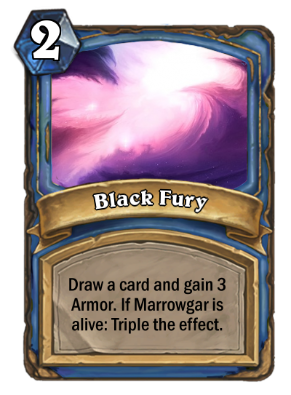 2
Black Fury
Draw a card and gain 3
Armor. If Marrowgar is
alive: Triple the effect.